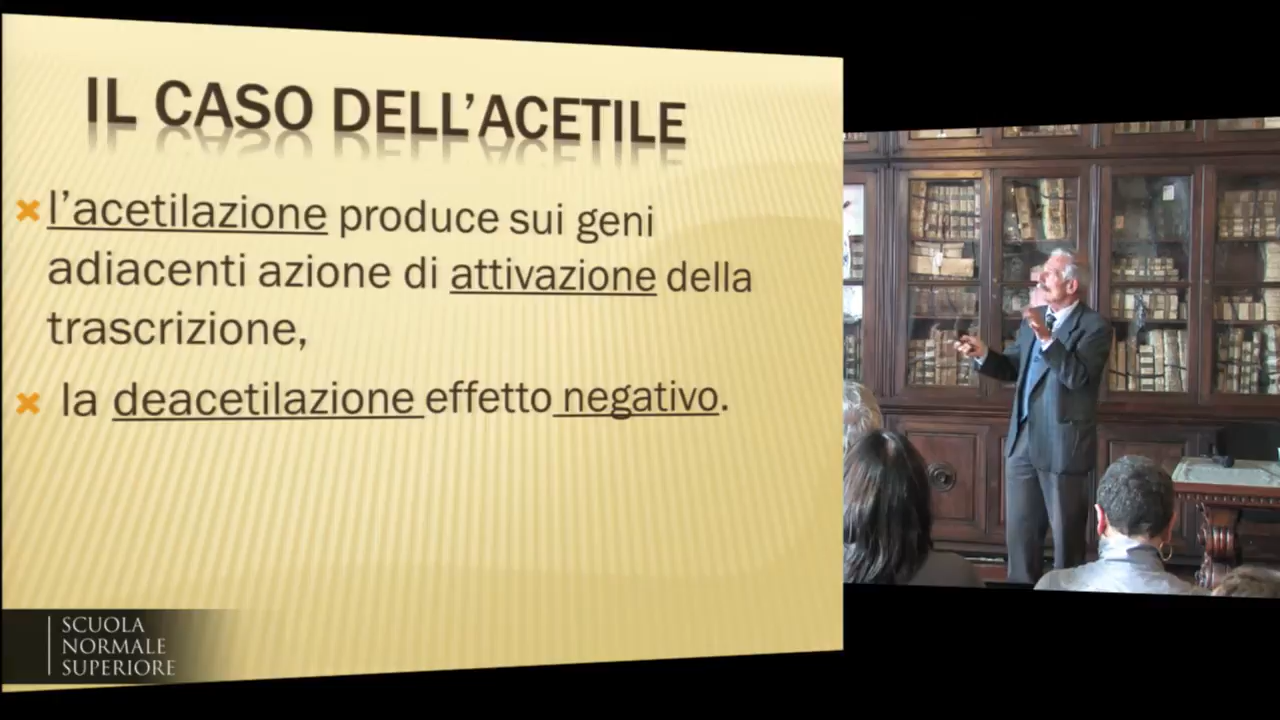 IL CASO DELL'ACETILE
l'acetilazione produce sui geni
adiacenti azione di attivazione della
trascrizione,
la deacetilazione effetto negativo.
SCUOLA
NORMALE
SUPERIORE